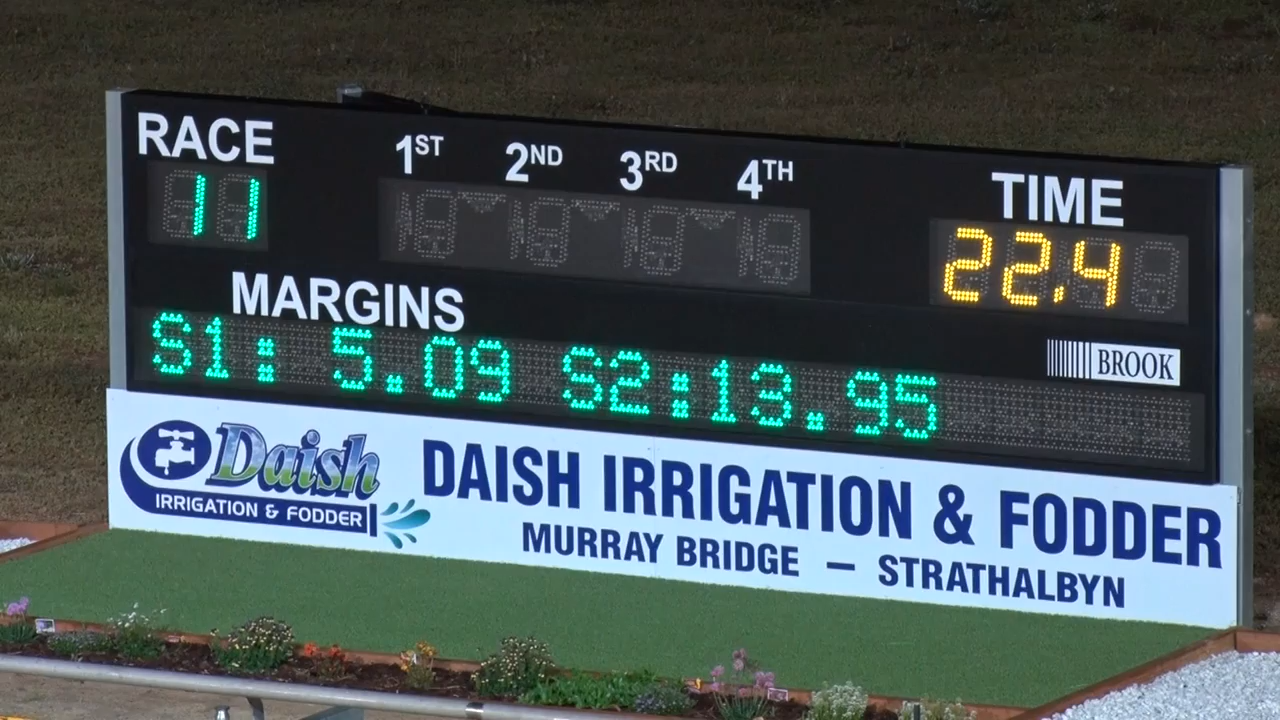 RACE 1ST 2ND 3RD 4TH TIME
11 22.4
MARGINS
BROOK
S1: 5.09 S2:13.95
Daish
IRRIGATION & FODDER
DAISH IRRIGATION & FODDER
MURRAY BRIDGE — STRATHALBYN